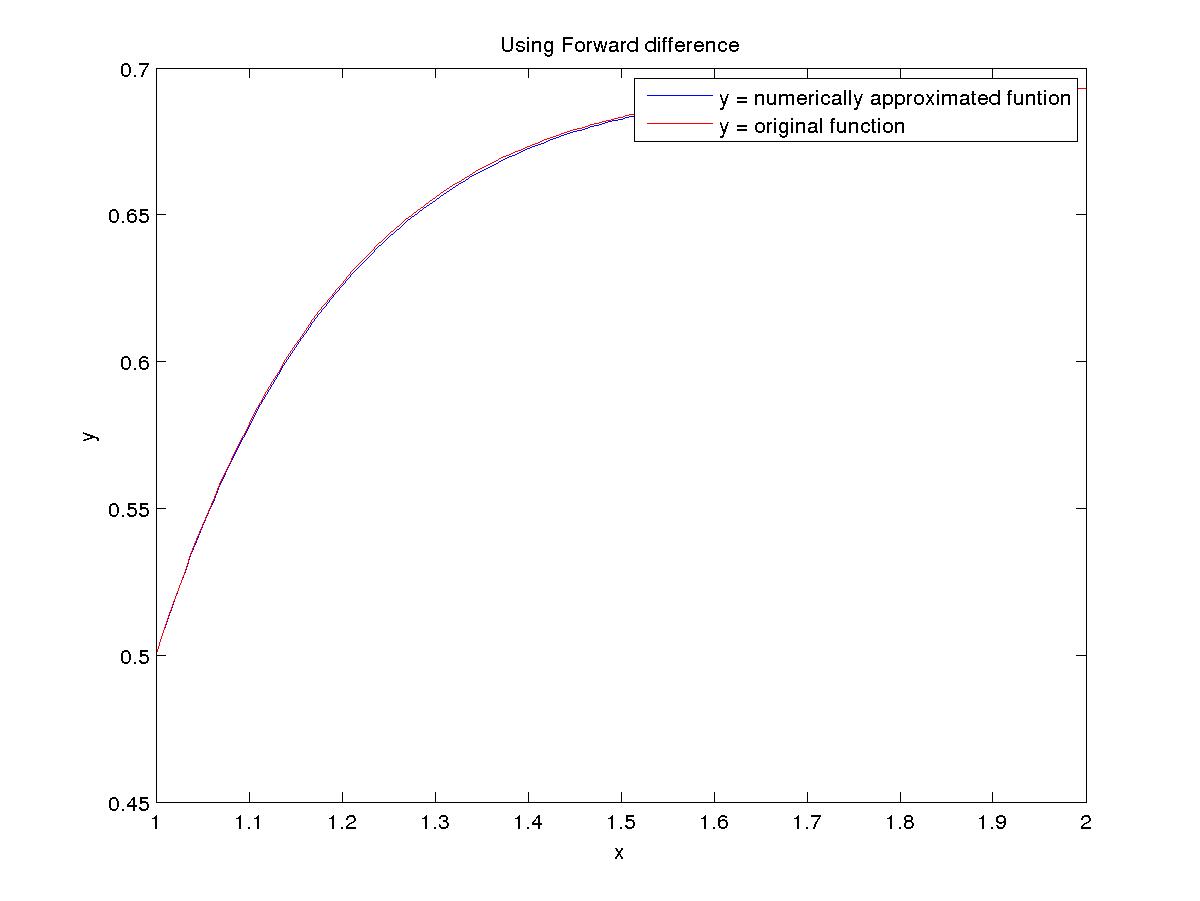 Using Forward difference
0.7
y = numerically approximated funtion
y = original function
0.65
0.6
y
0.55
0.5
0.45
1 1.1 1.2 1.3 1.4 1.5 1.6 1.7 1.8 1.9 2
x